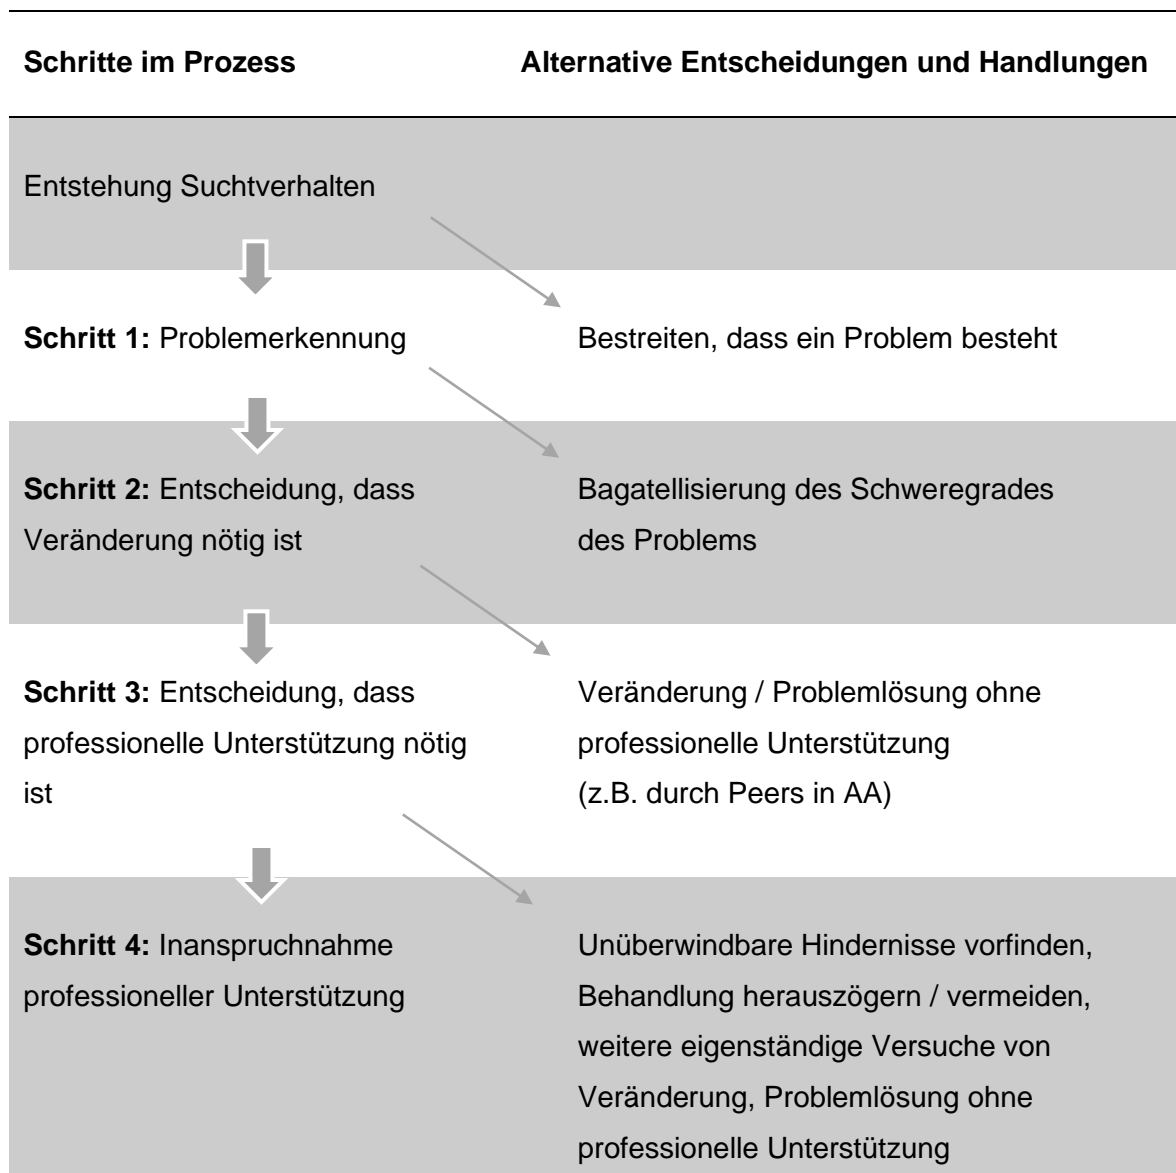 Schritte im Prozess
Alternative Entscheidungen und Handlungen
Entstehung Suchtverhalten
Schritt 1: Problemerkennung
Bestreiten, dass ein Problem besteht
Schritt 2: Entscheidung, dass
Veränderung nötig ist
Bagatellisierung des Schweregrades
des Problems
Schritt 3: Entscheidung, dass
professionelle Unterstützung nötig
ist
Veränderung / Problemlösung ohne
professionelle Unterstützung
(z.B. durch Peers in AA)
Schritt 4: Inanspruchnahme
professioneller Unterstützung
Unüberwindbare Hindernisse vorfinden,
Behandlung herauszögern / vermeiden,
weitere eigenständige Versuche von
Veränderung, Problemlösung ohne
professionelle Unterstützung